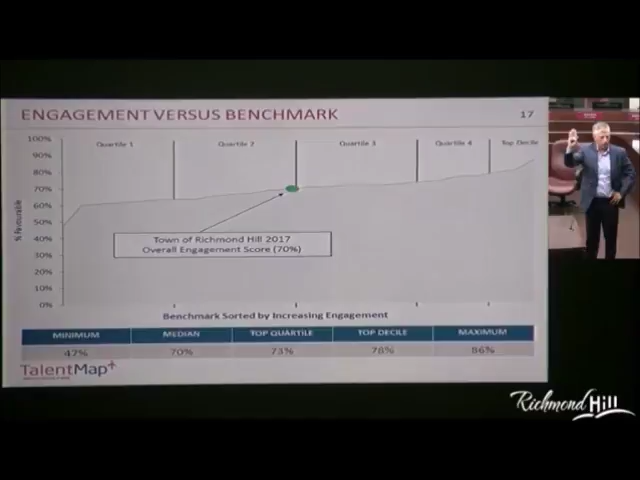 ENGAGEMENT VERSUS BENCHMARK
17
100%
90%
80%
70%
60%
50%
40%
30%
20%
10%
0%
% Favourable
Quartile 1
Quartile 2
Quartile 3
Quartile 4
Top Decile
Town of Richmond Hill 2017
Overall Engagement Score (70%)
Benchmark Sorted by Increasing Engagement
MINIMUM MEDIAN TOP QUARTILE TOP DECILE MAXIMUM
47% 70% 73% 78% 86%
TalentMap
Richmond Hill